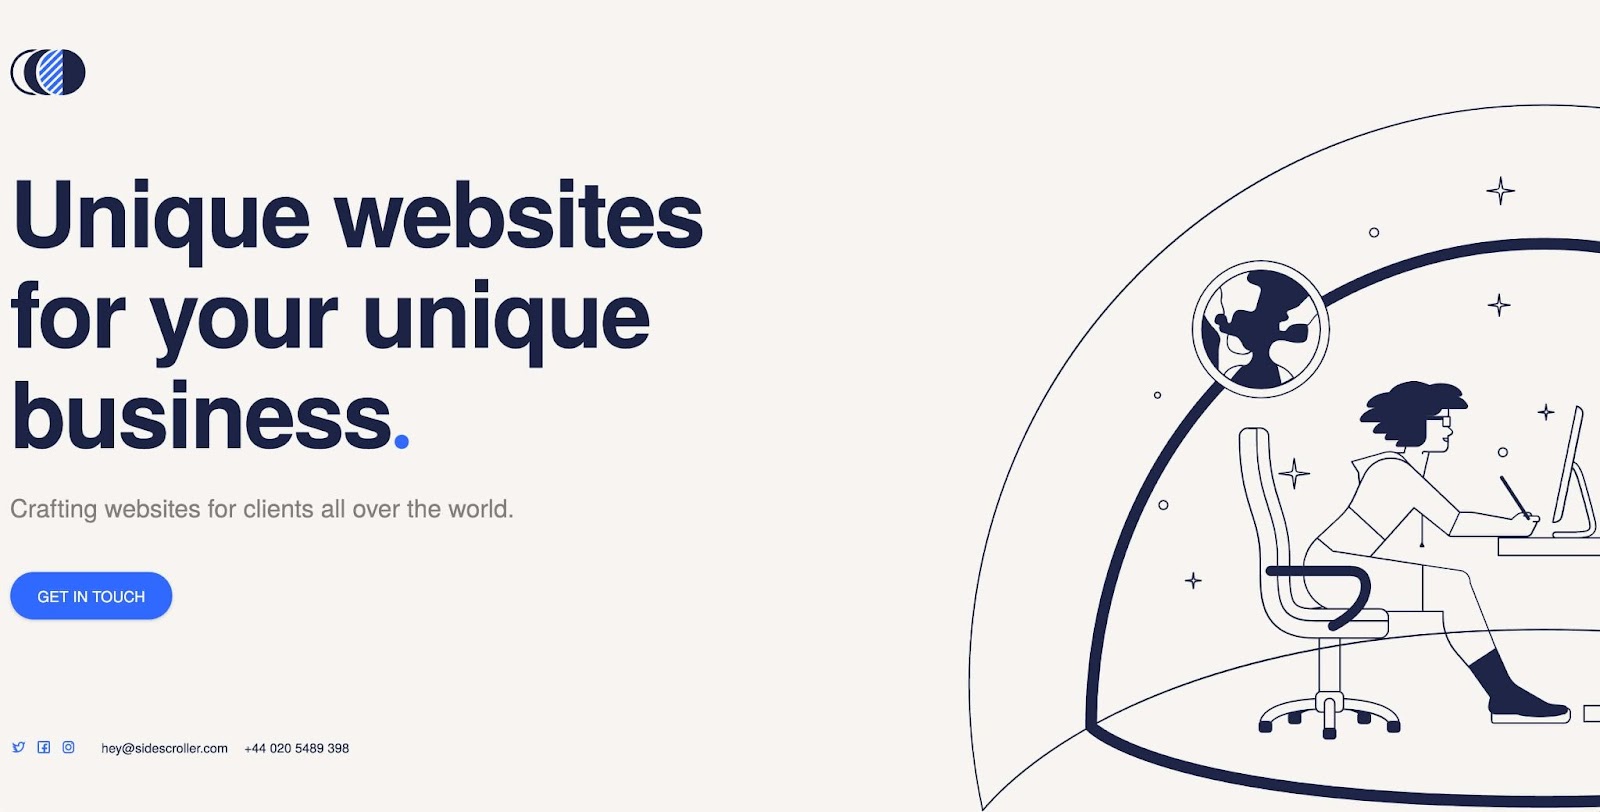 Unique websites
for your unique
business.
Crafting websites for clients all over the world.
GET IN TOUCH
hey@sidescroller.com +44 020 5489 398